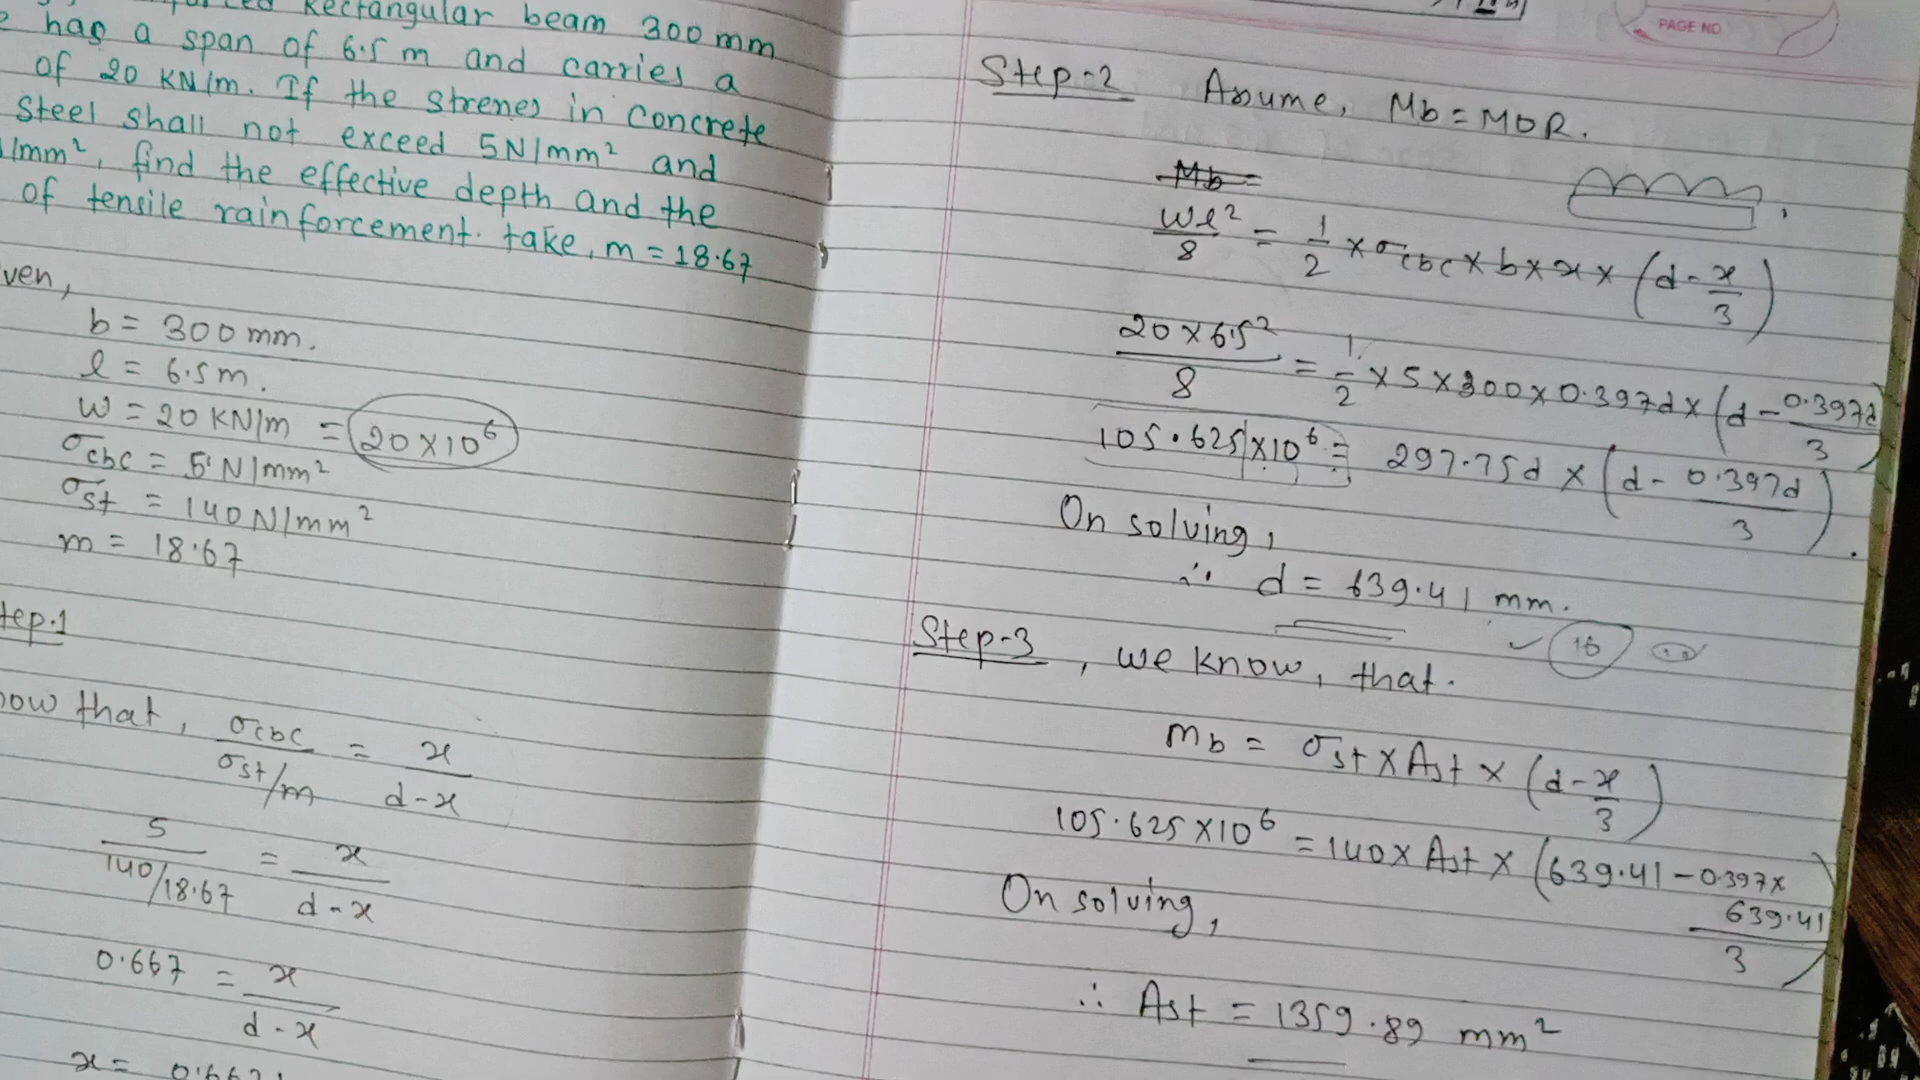 Rectangular beam 300 mm
has a span of 6.5 m and carries a
of 20 KN/m. If the strenes in concrete
Steel shall not exceed 5N/mm² and
/mm², find the effective depth and the
of tensile rainforcement. take, m = 18.67
ven,
b = 300 mm.
l = 6.5 m.
w = 20 KN/m = 20 × 10⁶
σcbc = 5 N/mm²
σst = 140 N/mm²
m = 18.67
tep.1
now that, σcbc / σst/m = x / d-x
5 / 140/18.67 = x / d-x
0.667 = x / d-x
x =
PAGE NO
Step-2 Assume, Mb = MOR.
Mb =
wl²/8 = 1/2 × σcbc × b × x × (d - x/3)
20 × 6.5² / 8 = 1/2 × 5 × 300 × 0.397d × (d - 0.397d/3)
105.625 × 10⁶ = 297.75d × (d - 0.397d/3).
On solving,
∴ d = 639.41 mm.
16
Step-3, we know, that.
Mb = σst × Ast × (d - x/3)
105.625 × 10⁶ = 140 × Ast × (639.41 - 0.397 × 639.41 / 3)
On solving,
∴ Ast = 1359.89 mm²